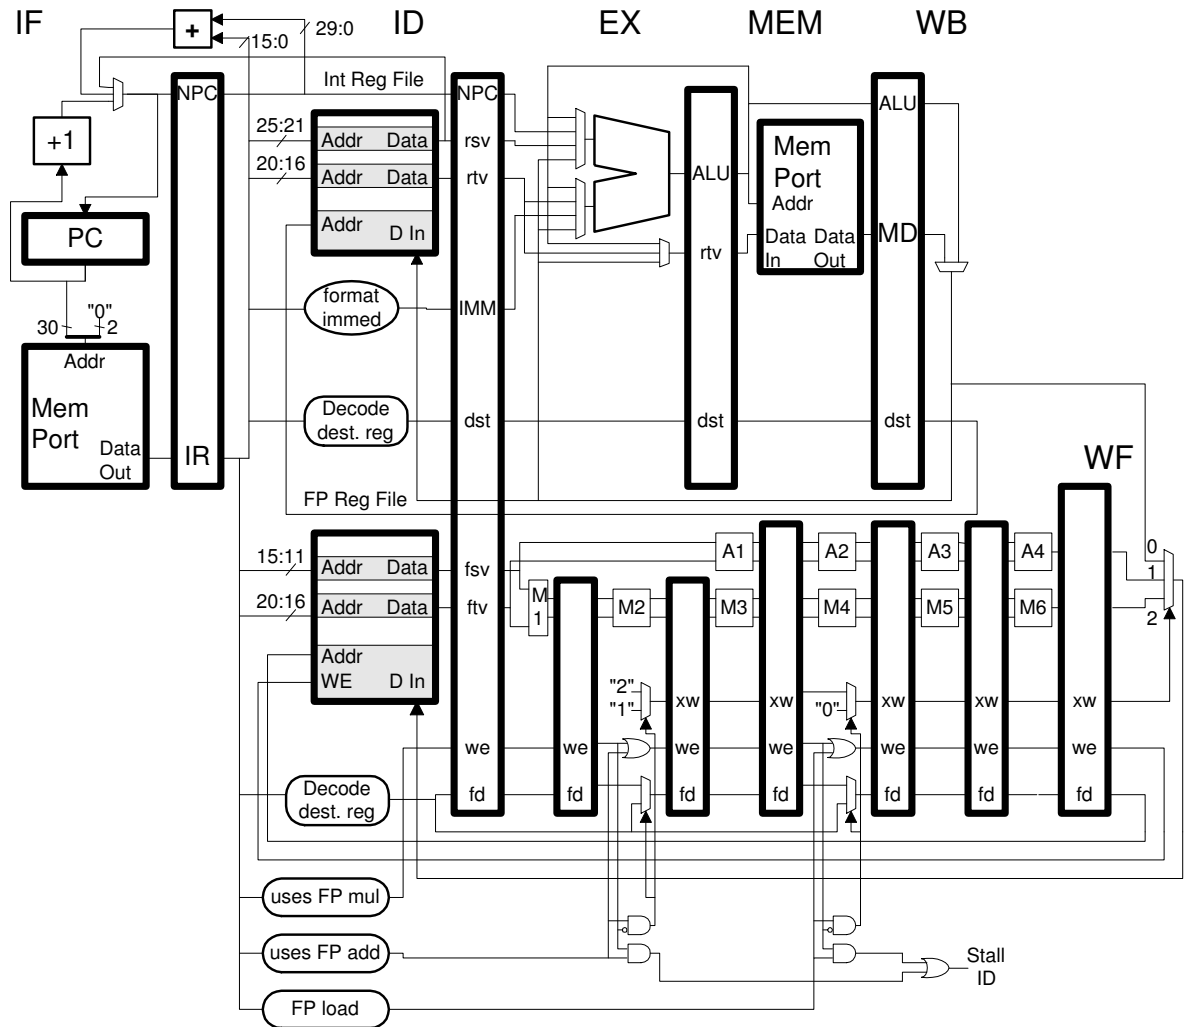 IF
ID
EX
MEM
WB
+
29:0
15:0
Int Reg File
NPC
NPC
ALU
+1
25:21
Addr
Data
rsv
20:16
Addr
Data
rtv
ALU
Mem
Port
Addr
Addr
D In
PC
Data
In
Data
Out
MD
rtv
format
immed
IMM
"0"
30
2
Addr
Mem
Port
Data
Out
Decode
dest. reg
dst
dst
dst
IR
FP Reg File
WF
15:11
Addr
Data
fsv
A1
A2
A3
A4
0
1
2
20:16
Addr
Data
ftv
M
1
M2
M3
M4
M5
M6
Addr
WE
D In
"2"
"1"
xw
xw
"0"
xw
xw
xw
we
we
we
we
we
we
we
Decode
dest. reg
fd
fd
fd
fd
fd
fd
fd
uses FP mul
uses FP add
Stall
ID
FP load